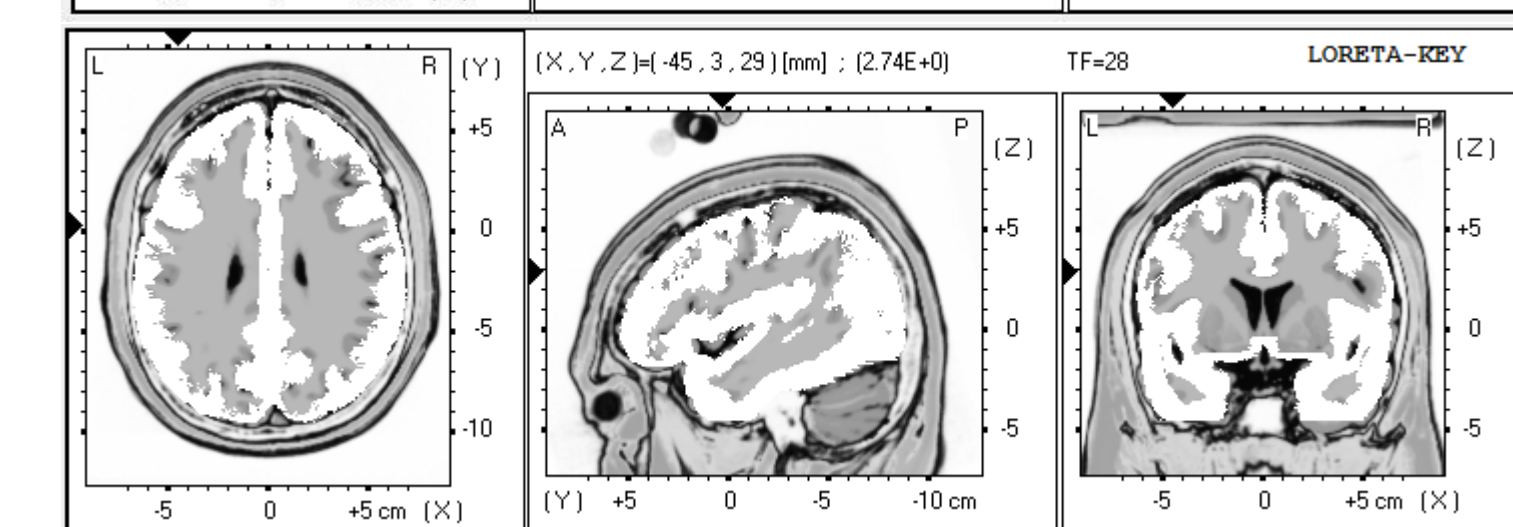 (X,Y,Z)=(-45,3,29)[mm] ; (2.74E+0) TF=28 LORETA-KEY
L R (Y)
+5
0
-5
-10
-5 0 +5 cm (X)
A P (Z)
+5
0
-5
(Y) +5 0 -5 -10 cm
L R (Z)
+5
0
-5
-5 0 +5 cm (X)